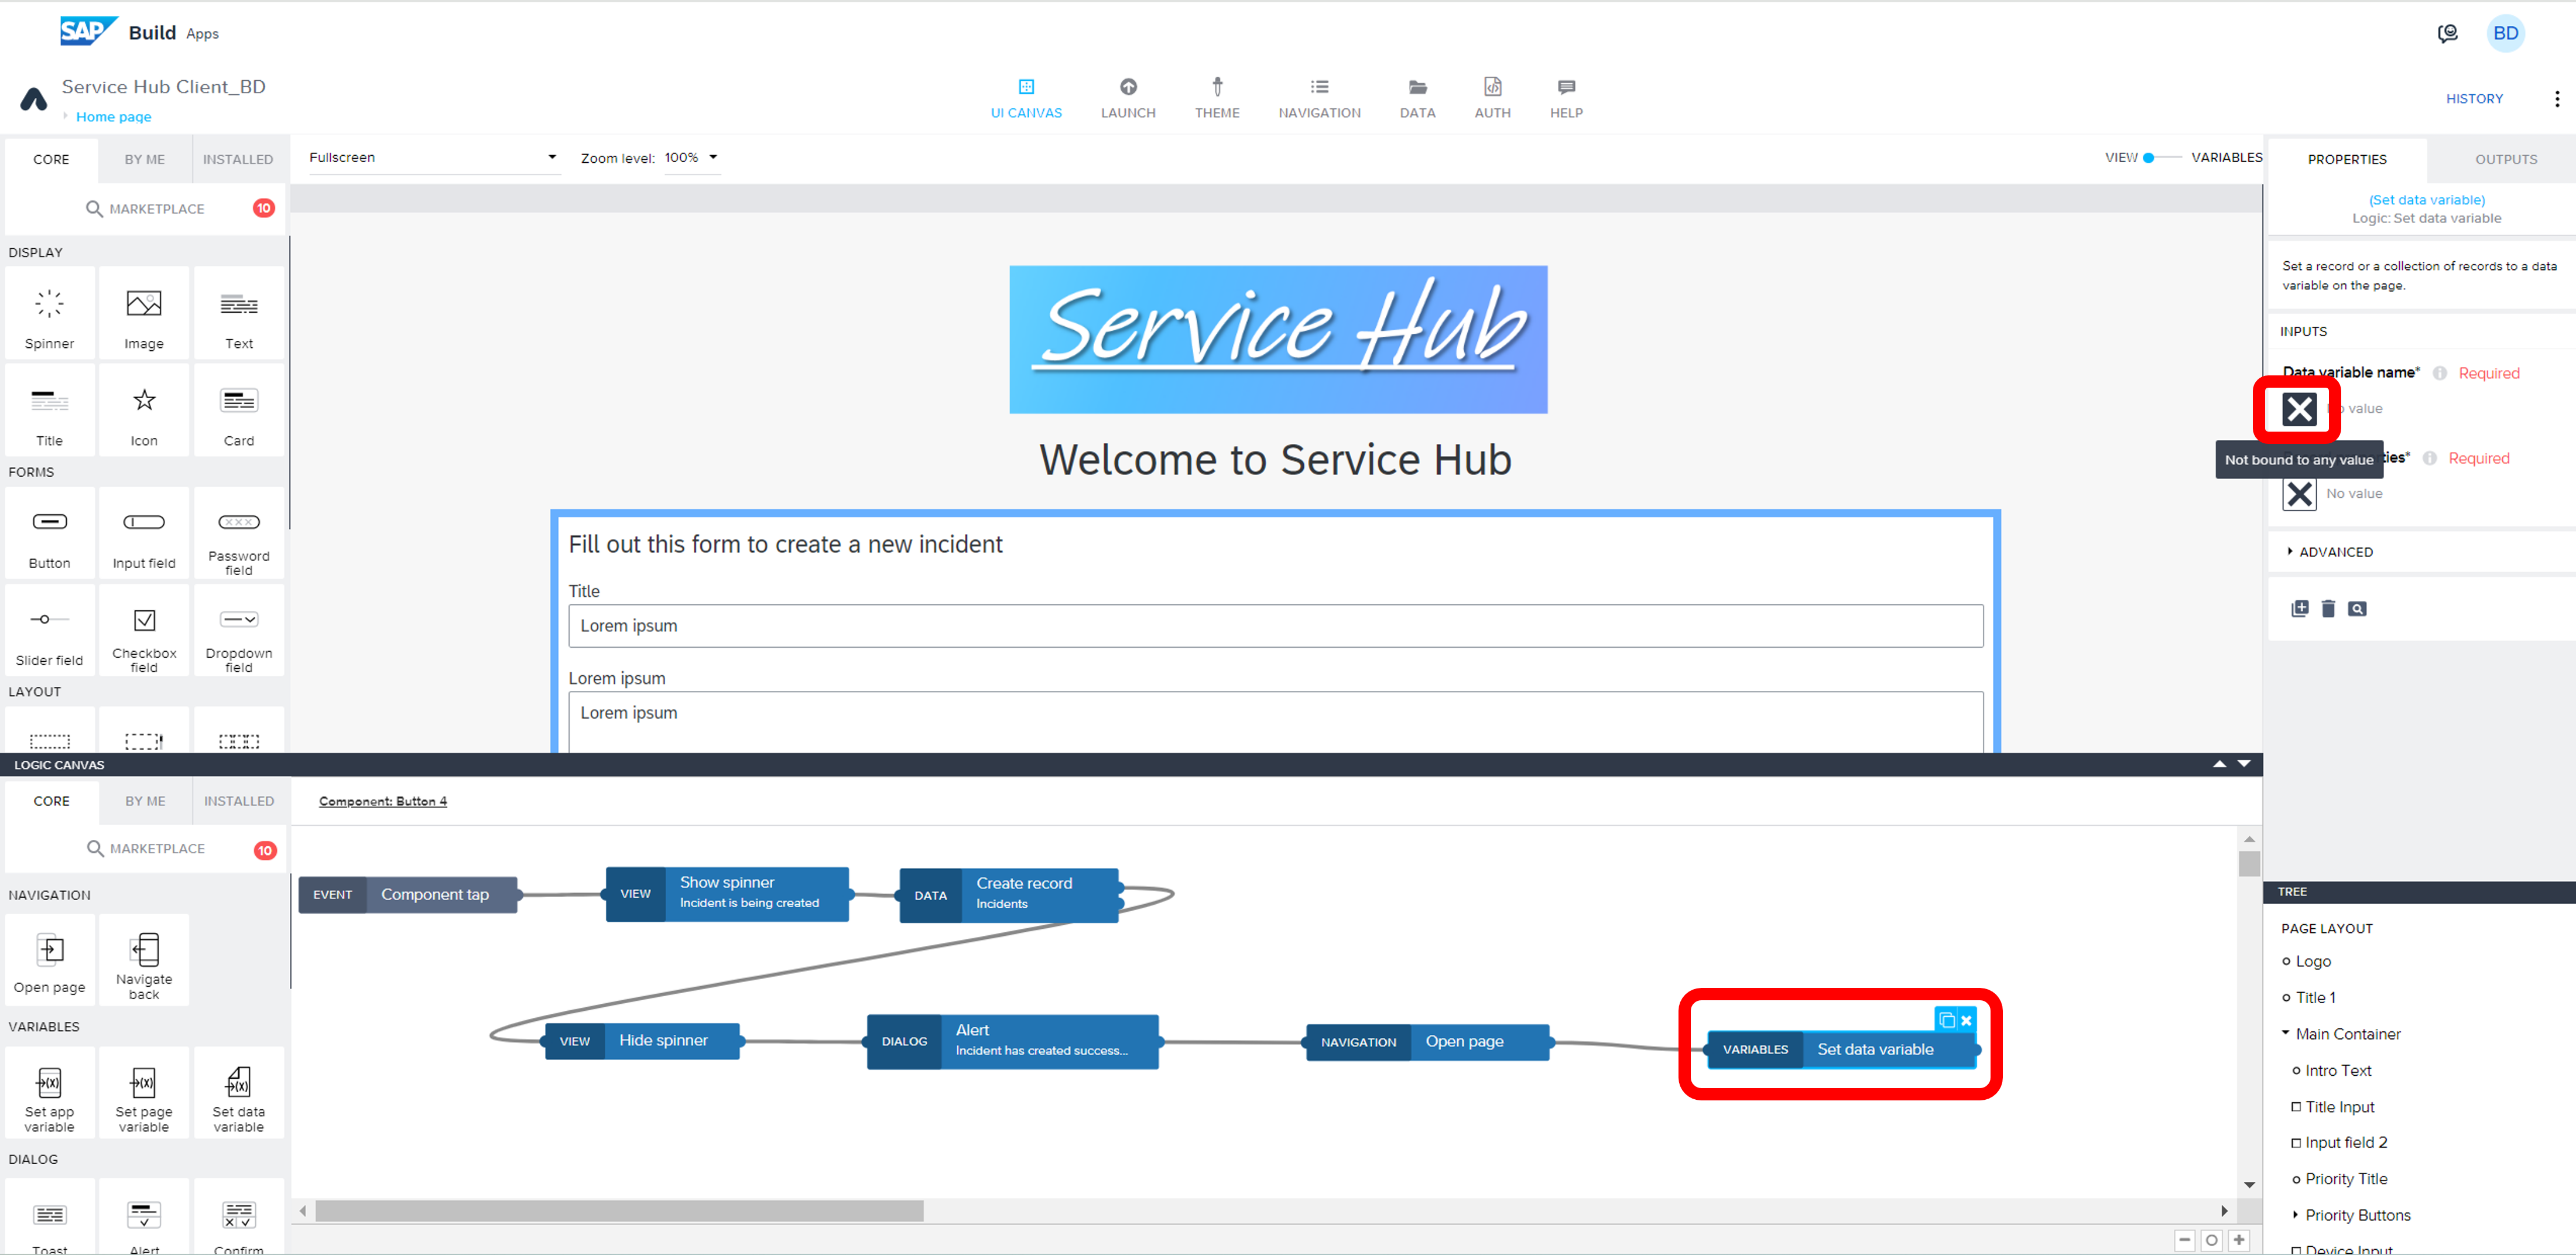 SAP Build Apps
BD
Service Hub Client_BD
Home page
UI CANVAS
LAUNCH
THEME
NAVIGATION
DATA
AUTH
HELP
HISTORY
CORE
BY ME
INSTALLED
MARKETPLACE
10
DISPLAY
Spinner
Image
Text
Title
Icon
Card
FORMS
Button
Input field
Password
field
Slider field
Checkbox
field
Dropdown
field
LAYOUT
Fullscreen
Zoom level: 100%
VIEW
VARIABLES
Service Hub
Welcome to Service Hub
Fill out this form to create a new incident
Title
Lorem ipsum
Lorem ipsum
Lorem ipsum
PROPERTIES
OUTPUTS
(Set data variable)
Logic: Set data variable
Set a record or a collection of records to a data
variable on the page.
INPUTS
Data variable name*
Required
value
Not bound to any value
ties*
Required
No value
ADVANCED
LOGIC CANVAS
CORE
BY ME
INSTALLED
MARKETPLACE
10
NAVIGATION
Open page
Navigate
back
VARIABLES
Set app
variable
Set page
variable
Set data
variable
DIALOG
Toast
Alert
Confirm
Component: Button 4
EVENT
Component tap
VIEW
Show spinner
Incident is being created
DATA
Create record
Incidents
VIEW
Hide spinner
DIALOG
Alert
Incident has created success...
NAVIGATION
Open page
VARIABLES
Set data variable
TREE
PAGE LAYOUT
Logo
Title 1
Main Container
Intro Text
Title Input
Input field 2
Priority Title
Priority Buttons
Device Input